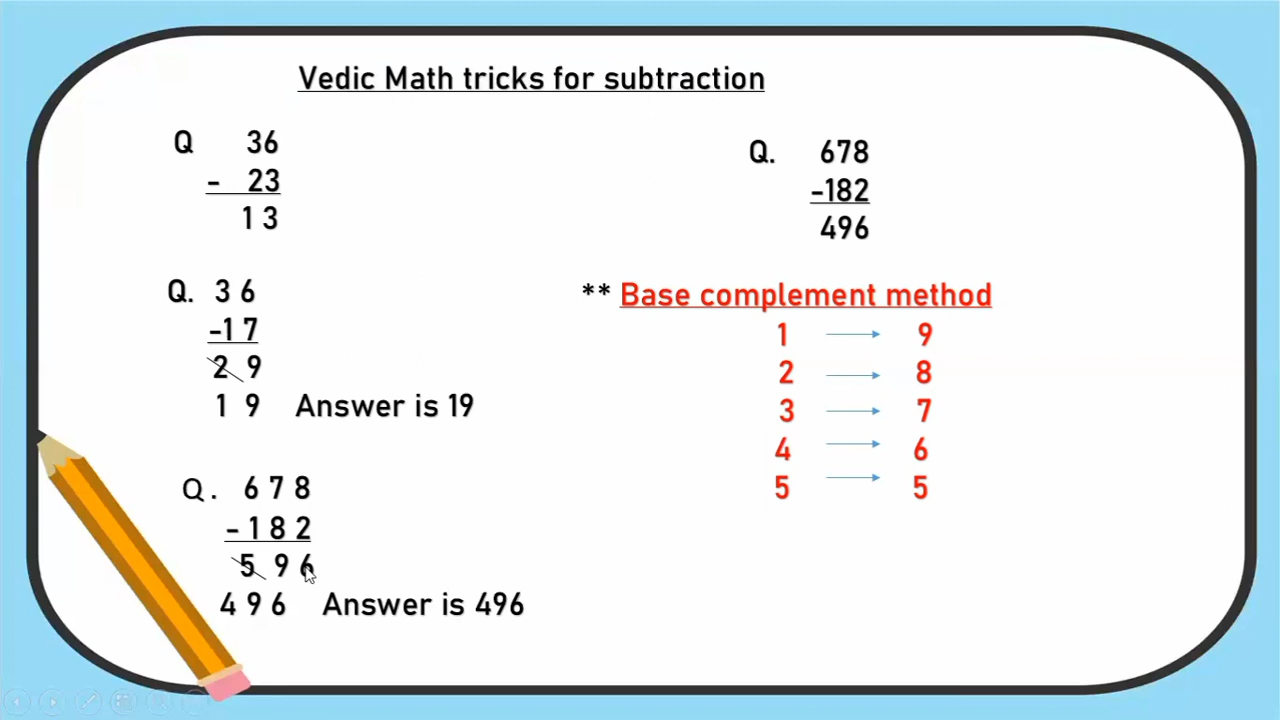 Vedic Math tricks for subtraction
Q 36
- 23
1 3
Q. 3 6
-1 7
2 9
1 9 Answer is 19
Q . 6 7 8
- 1 8 2
5 9 6
4 9 6 Answer is 496
Q. 678
-182
496
** Base complement method
1 → 9
2 → 8
3 → 7
4 → 6
5 → 5